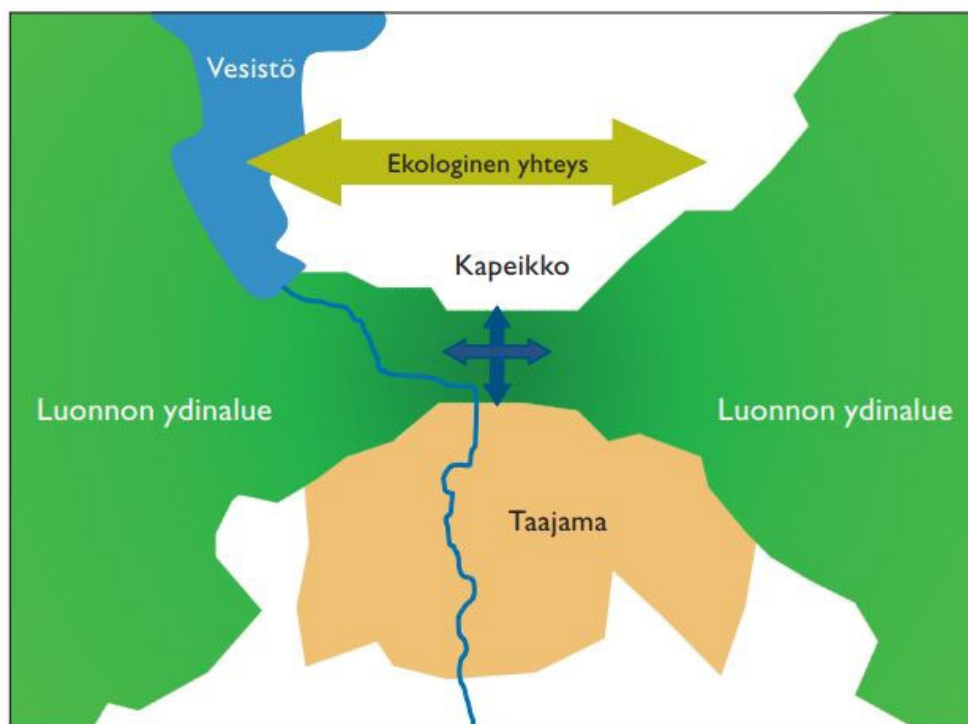 Vesistö
Ekologinen yhteys
Kapeikko
Luonnon ydinalue
Luonnon ydinalue
Taajama